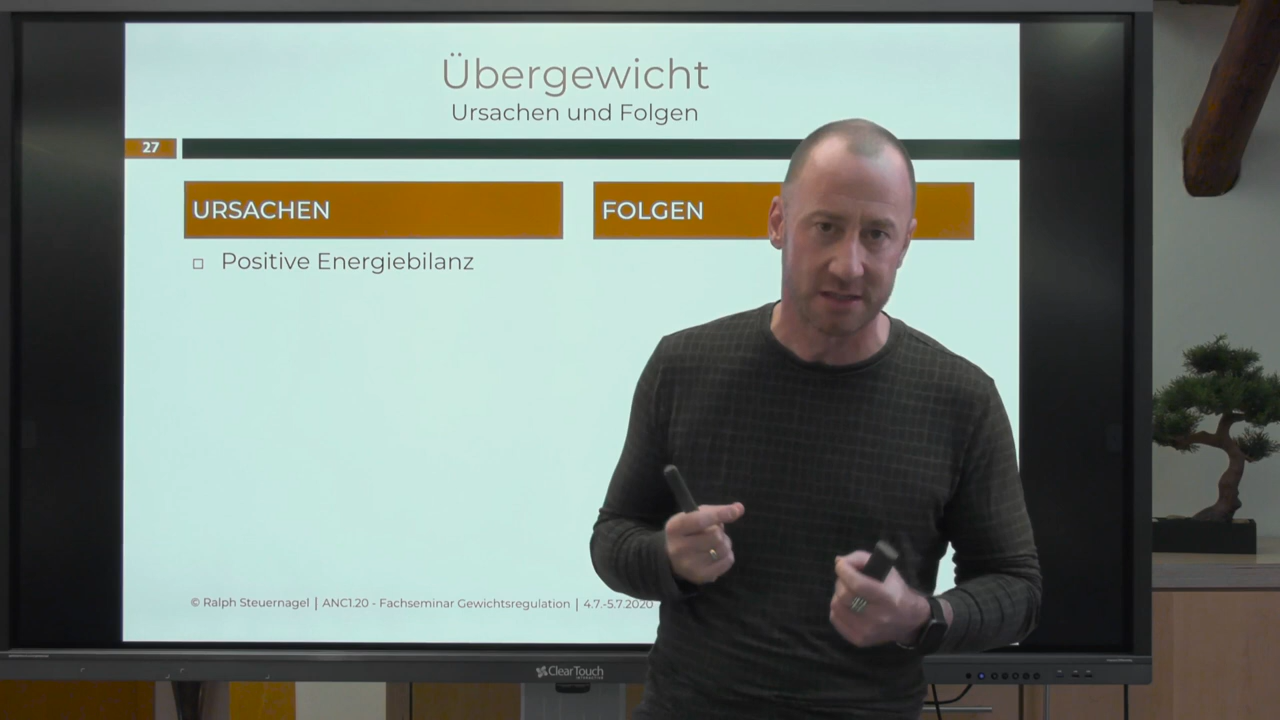 Übergewicht
Ursachen und Folgen
27
URSACHEN
FOLGEN
Positive Energiebilanz
© Ralph Steuernagel | ANC1.20 - Fachseminar Gewichtsregulation | 4.7.-5.7.2020
ClearTouch
INTERACTIVE